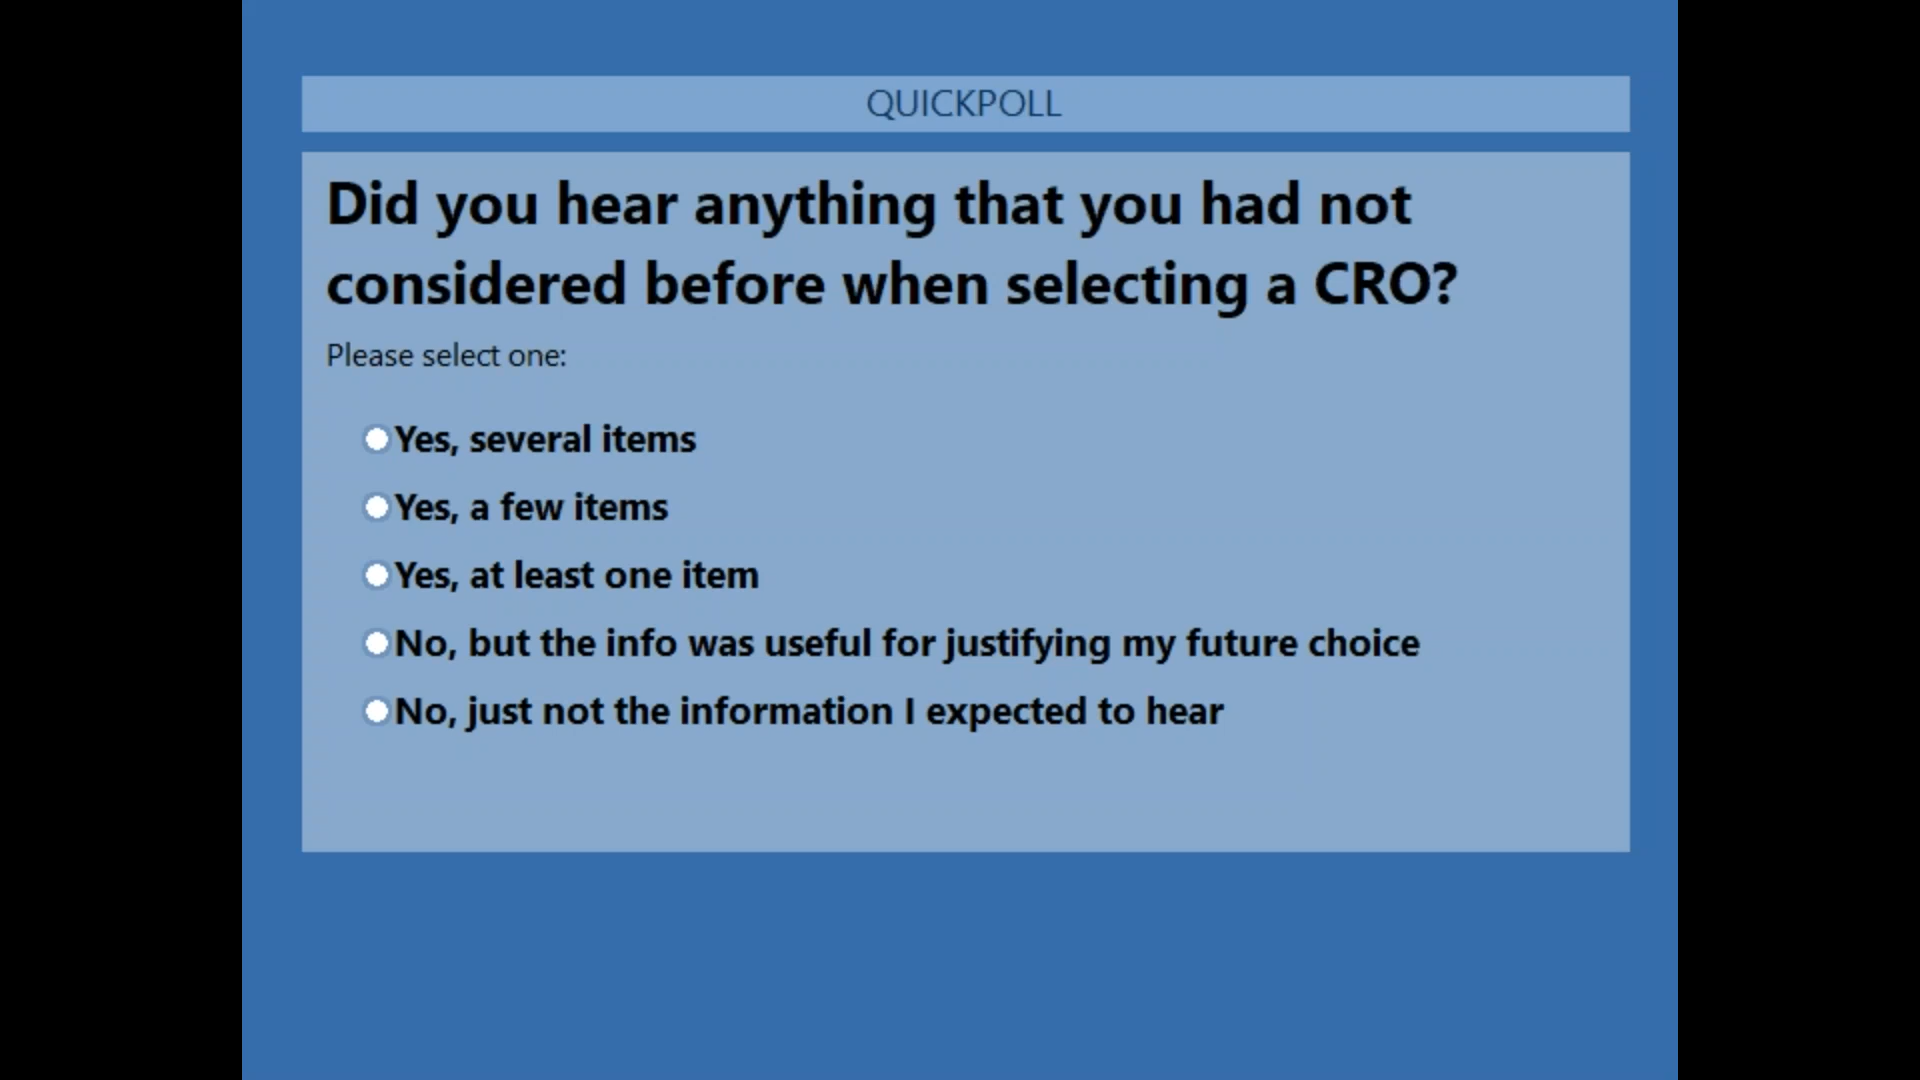 QUICKPOLL
Did you hear anything that you had not
considered before when selecting a CRO?
Please select one:
Yes, several items
Yes, a few items
Yes, at least one item
No, but the info was useful for justifying my future choice
No, just not the information I expected to hear